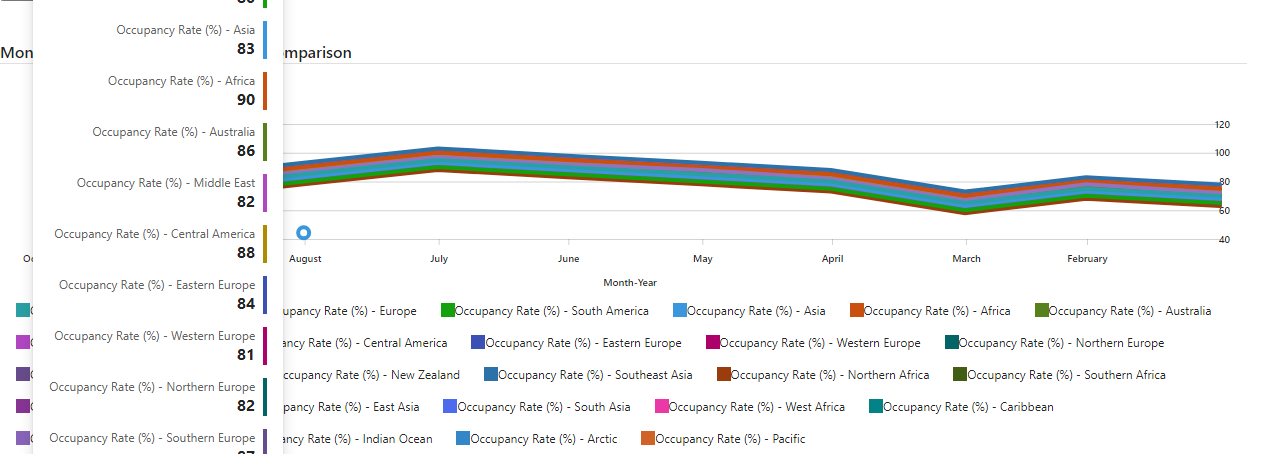 Occupancy Rate (%) - Asia
83
Mon
mparison
Occupancy Rate (%) - Africa
90
Occupancy Rate (%) - Australia
86
Occupancy Rate (%) - Middle East
82
Occupancy Rate (%) - Central America
88
Occupancy Rate (%) - Eastern Europe
84
Occupancy Rate (%) - Western Europe
81
Occupancy Rate (%) - Northern Europe
82
Occupancy Rate (%) - Southern Europe
120
100
80
60
40
Oc
August
July
June
May
April
March
February
Month-Year
upancy Rate (%) - Europe
Occupancy Rate (%) - South America
Occupancy Rate (%) - Asia
Occupancy Rate (%) - Africa
Occupancy Rate (%) - Australia
ancy Rate (%) - Central America
Occupancy Rate (%) - Eastern Europe
Occupancy Rate (%) - Western Europe
Occupancy Rate (%) - Northern Europe
ccupancy Rate (%) - New Zealand
Occupancy Rate (%) - Southeast Asia
Occupancy Rate (%) - Northern Africa
Occupancy Rate (%) - Southern Africa
pancy Rate (%) - East Asia
Occupancy Rate (%) - South Asia
Occupancy Rate (%) - West Africa
Occupancy Rate (%) - Caribbean
ancy Rate (%) - Indian Ocean
Occupancy Rate (%) - Arctic
Occupancy Rate (%) - Pacific